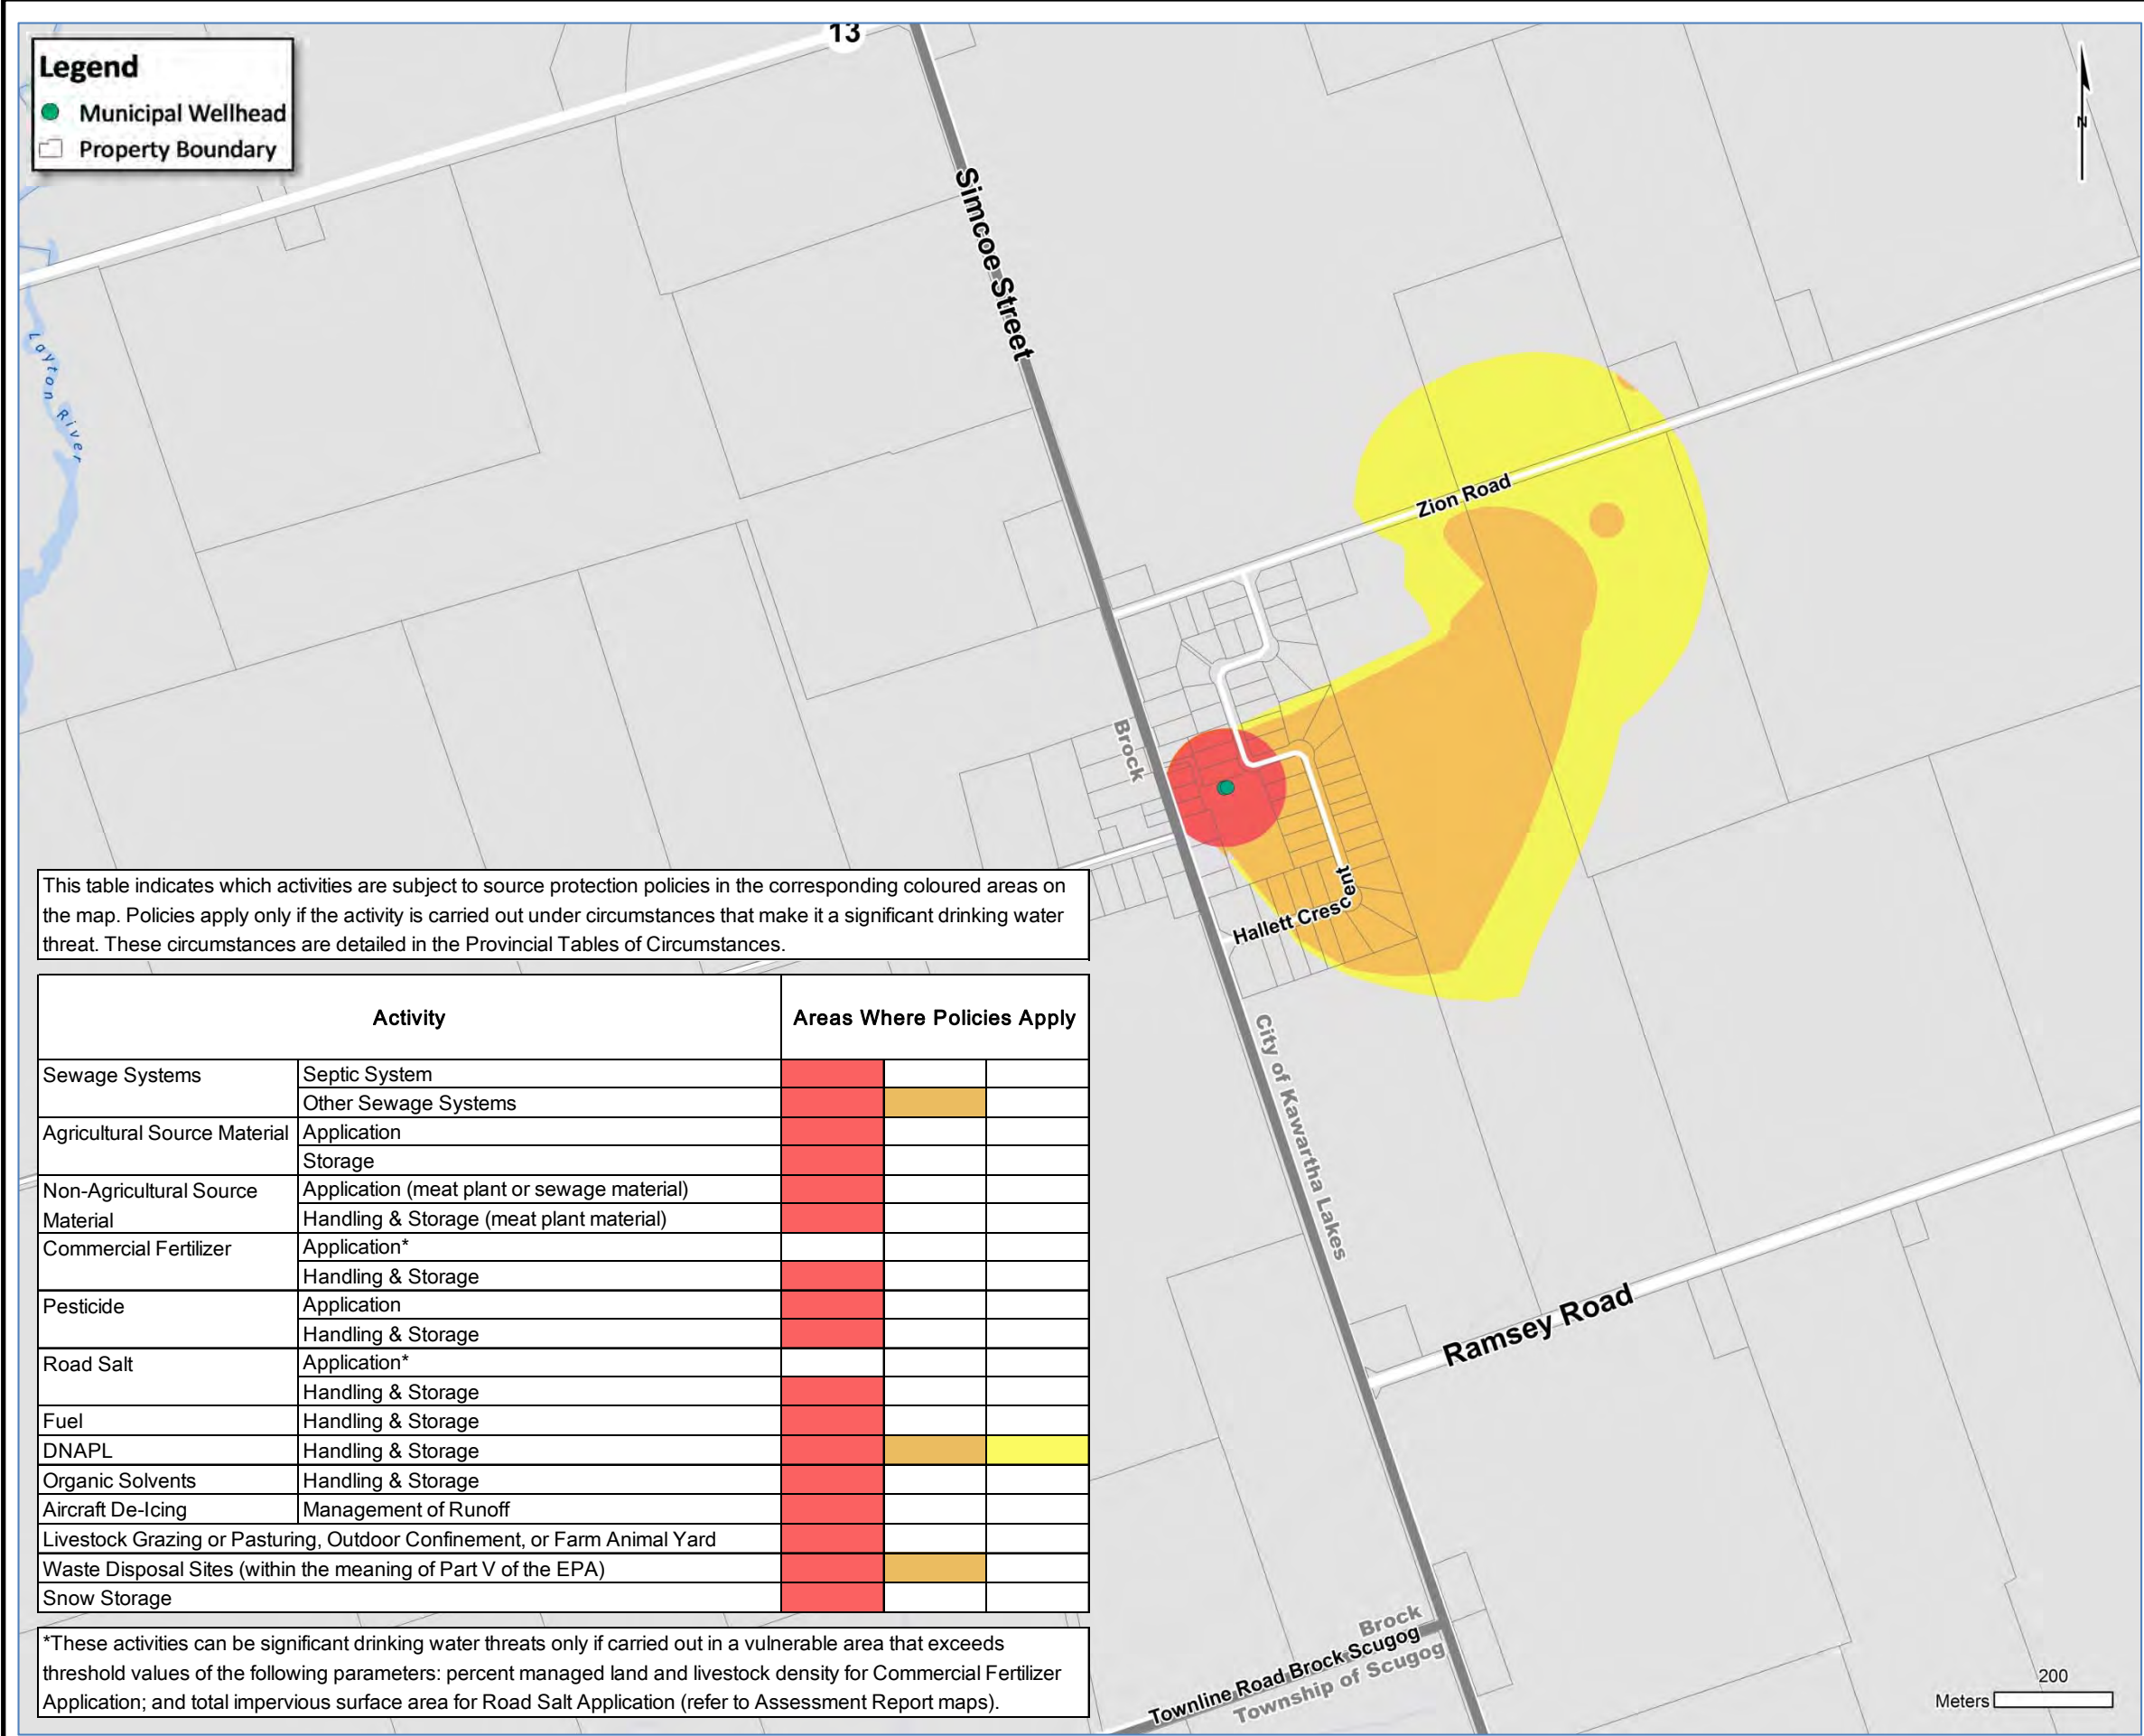 13
Legend
Municipal Wellhead
Property Boundary
N
Simcoe Street
Layton River
Zion Road
Brock
Hallett Crescent
City of Kawartha Lakes
Ramsey Road
This table indicates which activities are subject to source protection policies in the corresponding coloured areas on
the map. Policies apply only if the activity is carried out under circumstances that make it a significant drinking water
threat. These circumstances are detailed in the Provincial Tables of Circumstances.
Activity Areas Where Policies Apply
Sewage Systems Septic System
Other Sewage Systems
Agricultural Source Material Application
Storage
Non-Agricultural Source Application (meat plant or sewage material)
Material Handling & Storage (meat plant material)
Commercial Fertilizer Application*
Handling & Storage
Pesticide Application
Handling & Storage
Road Salt Application*
Handling & Storage
Fuel Handling & Storage
DNAPL Handling & Storage
Organic Solvents Handling & Storage
Aircraft De-Icing Management of Runoff
Livestock Grazing or Pasturing, Outdoor Confinement, or Farm Animal Yard
Waste Disposal Sites (within the meaning of Part V of the EPA)
Snow Storage
*These activities can be significant drinking water threats only if carried out in a vulnerable area that exceeds
threshold values of the following parameters: percent managed land and livestock density for Commercial Fertilizer
Application; and total impervious surface area for Road Salt Application (refer to Assessment Report maps).
Brock
Townline Road Brock Scugog
Township of Scugog
200
Meters